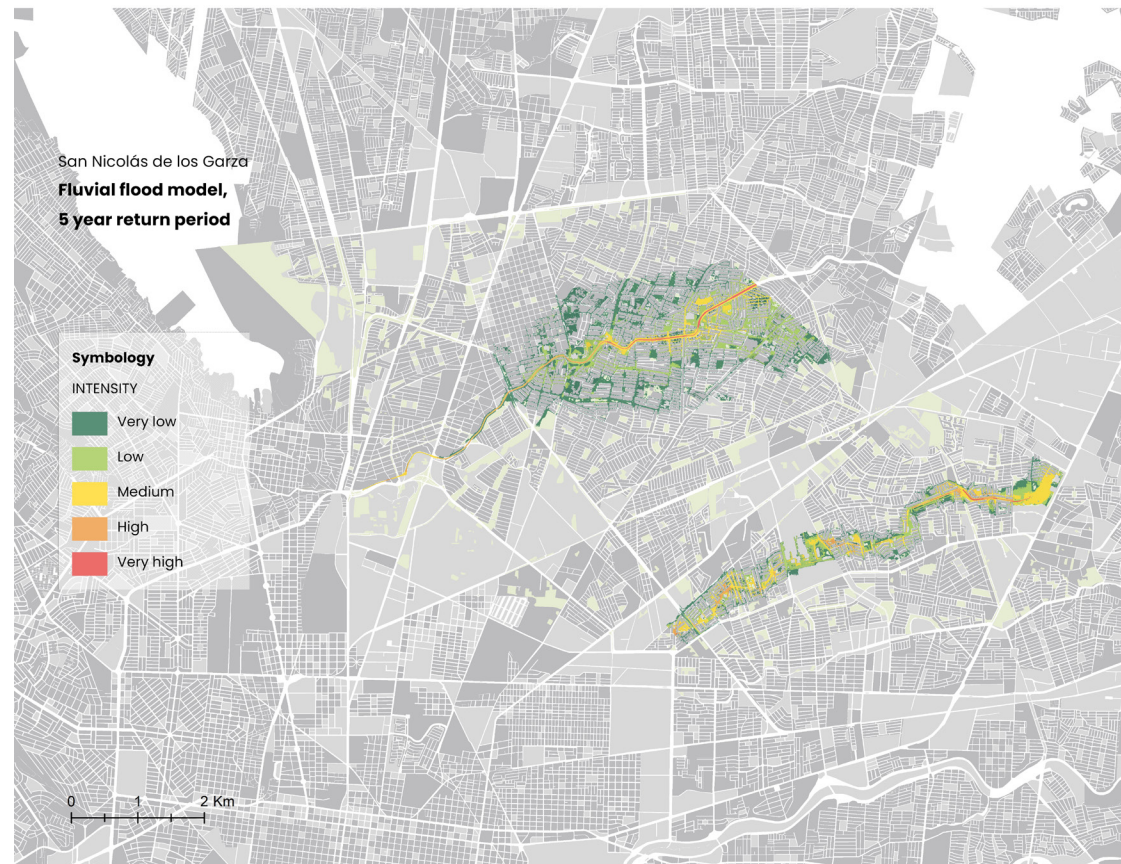 San Nicolás de los Garza
Fluvial flood model,
5 year return period
Symbology
INTENSITY
Very low
Low
Medium
High
Very high
0 1 2 Km